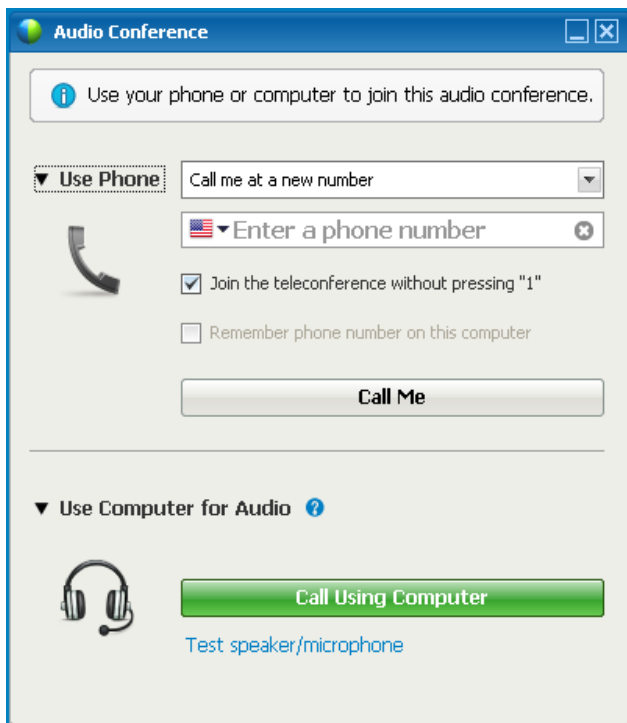 Audio Conference
Use your phone or computer to join this audio conference.
Use Phone
Call me at a new number
Enter a phone number
Join the teleconference without pressing "1"
Remember phone number on this computer
Call Me
Use Computer for Audio
Call Using Computer
Test speaker/microphone